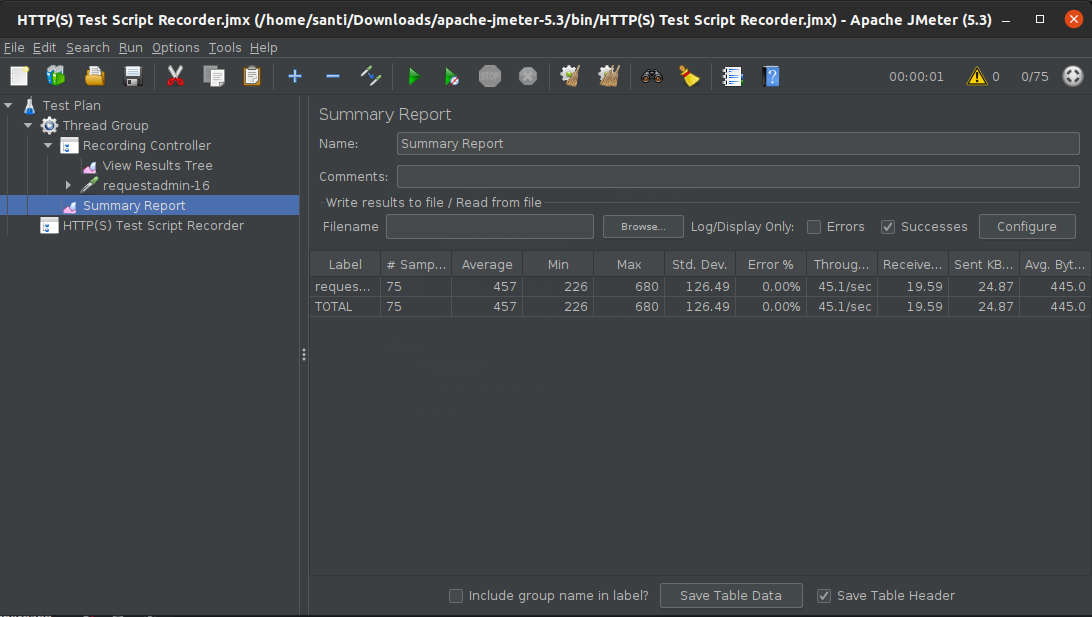 HTTP(S) Test Script Recorder.jmx (/home/santi/Downloads/apache-jmeter-5.3/bin/HTTP(S) Test Script Recorder.jmx) - Apache JMeter (5.3)
File Edit Search Run Options Tools Help
STOP 00:00:01 0 0/75
Test Plan
Thread Group
Recording Controller
View Results Tree
requestadmin-16
Summary Report
HTTP(S) Test Script Recorder
Summary Report
Name: Summary Report
Comments:
Write results to file / Read from file
Filename Browse... Log/Display Only: Errors Successes Configure
Label # Samp... Average Min Max Std. Dev. Error % Throug... Receive... Sent KB... Avg. Byt...
reques... 75 457 226 680 126.49 0.00% 45.1/sec 19.59 24.87 445.0
TOTAL 75 457 226 680 126.49 0.00% 45.1/sec 19.59 24.87 445.0
Include group name in label? Save Table Data Save Table Header